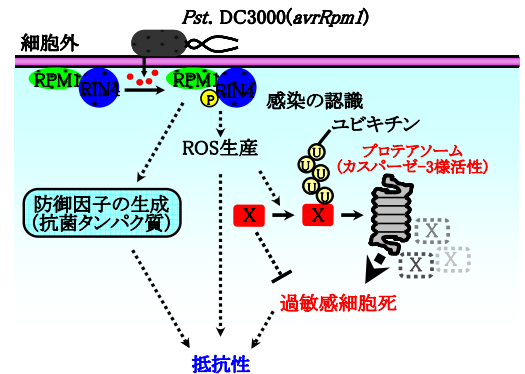 Pst. DC3000(avrRpm1)
細胞外
RPM1
RIN4
RPM1
RIN4
P
感染の認識
ユビキチン
ROS生産
U
U
U
U
U
プロテアソーム
(カスパーゼ-3様活性)
防御因子の生成
(抗菌タンパク質)
X
X
X
X
X
過敏感細胞死
抵抗性